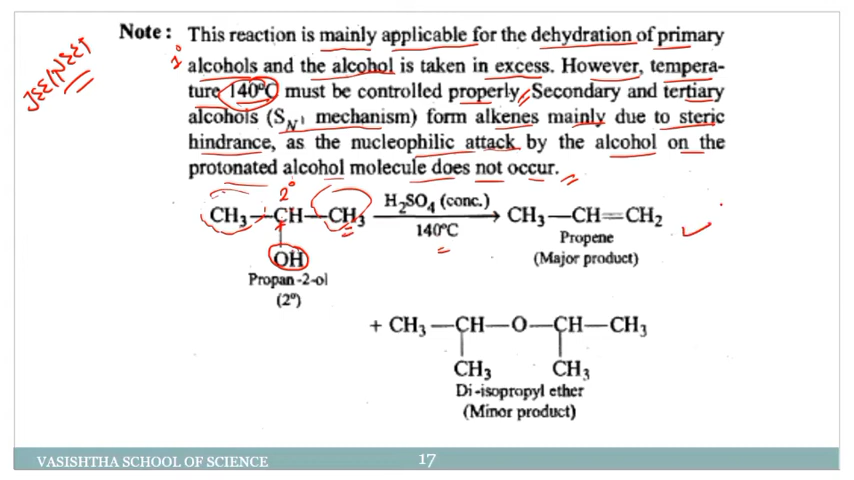 Note: This reaction is mainly applicable for the dehydration of primary
1°
JEE/NEET
alcohols and the alcohol is taken in excess. However, tempera-
ture 140°C must be controlled properly. Secondary and tertiary
alcohols (SN1 mechanism) form alkenes mainly due to steric
hindrance, as the nucleophilic attack by the alcohol on the
protonated alcohol molecule does not occur.
2°
CH₃—CH—CH₃ H₂SO₄ (conc.) CH₃—CH=CH₂
140°C
OH
Propene
(Major product)
Propan-2-ol
(2°)
+ CH₃—CH—O—CH—CH₃
CH₃ CH₃
Di-isopropyl ether
(Minor product)
VASISHTHA SCHOOL OF SCIENCE 17